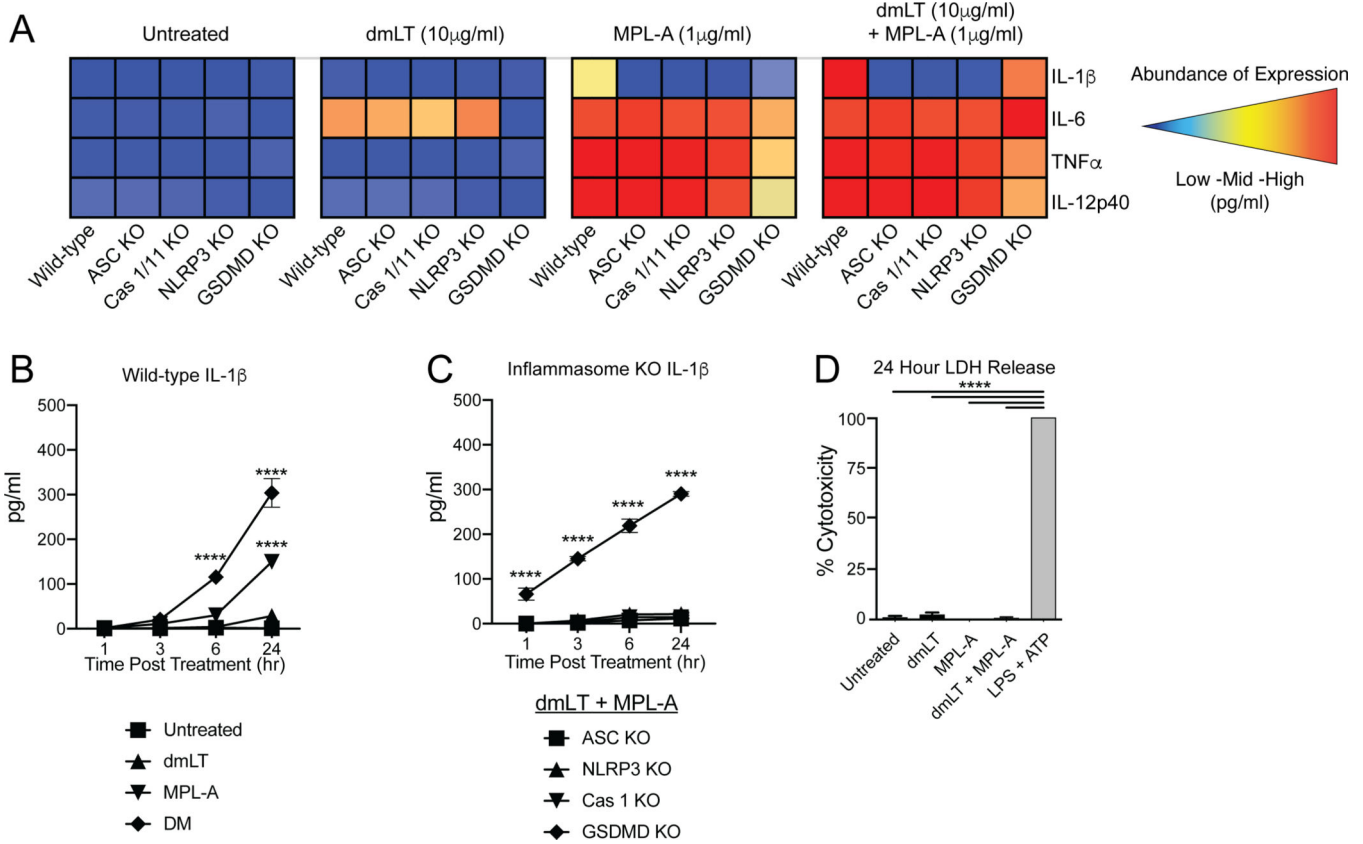 A
Untreated
dmLT (10μg/ml)
MPL-A (1μg/ml)
dmLT (10μg/ml)
+ MPL-A (1μg/ml)
IL-1β
IL-6
TNFα
IL-12p40
Abundance of Expression
Low -Mid -High
(pg/ml)
Wild-type
ASC KO
Cas 1/11 KO
NLRP3 KO
GSDMD KO
Wild-type
ASC KO
Cas 1/11 KO
NLRP3 KO
GSDMD KO
Wild-type
ASC KO
Cas 1/11 KO
NLRP3 KO
GSDMD KO
Wild-type
ASC KO
Cas 1/11 KO
NLRP3 KO
GSDMD KO
B
Wild-type IL-1β
pg/ml
500
400
300
200
100
0
****
****
****
1 3 6 24
Time Post Treatment (hr)
Untreated
dmLT
MPL-A
DM
C
Inflammasome KO IL-1β
pg/ml
500
400
300
200
100
0
****
****
****
****
1 3 6 24
Time Post Treatment (hr)
dmLT + MPL-A
ASC KO
NLRP3 KO
Cas 1 KO
GSDMD KO
D
24 Hour LDH Release
****
% Cytotoxicity
100
75
50
25
0
Untreated
dmLT
MPL-A
dmLT + MPL-A
LPS + ATP